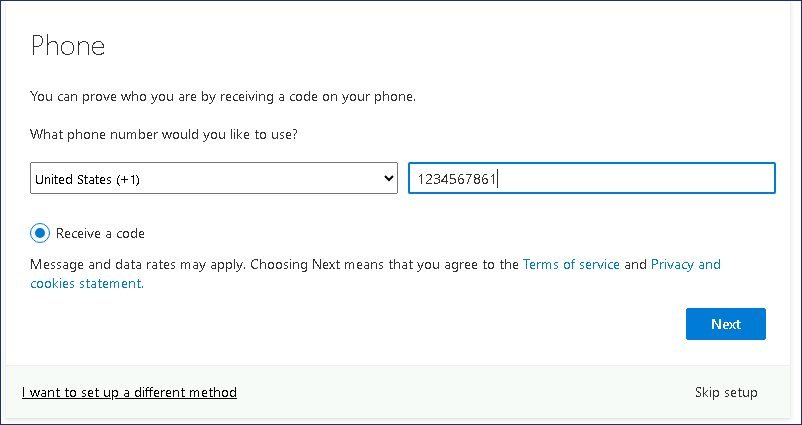 Phone
You can prove who you are by receiving a code on your phone.
What phone number would you like to use?
United States (+1) 1234567861
Receive a code
Message and data rates may apply. Choosing Next means that you agree to the Terms of service and Privacy and
cookies statement.
Next
I want to set up a different method Skip setup